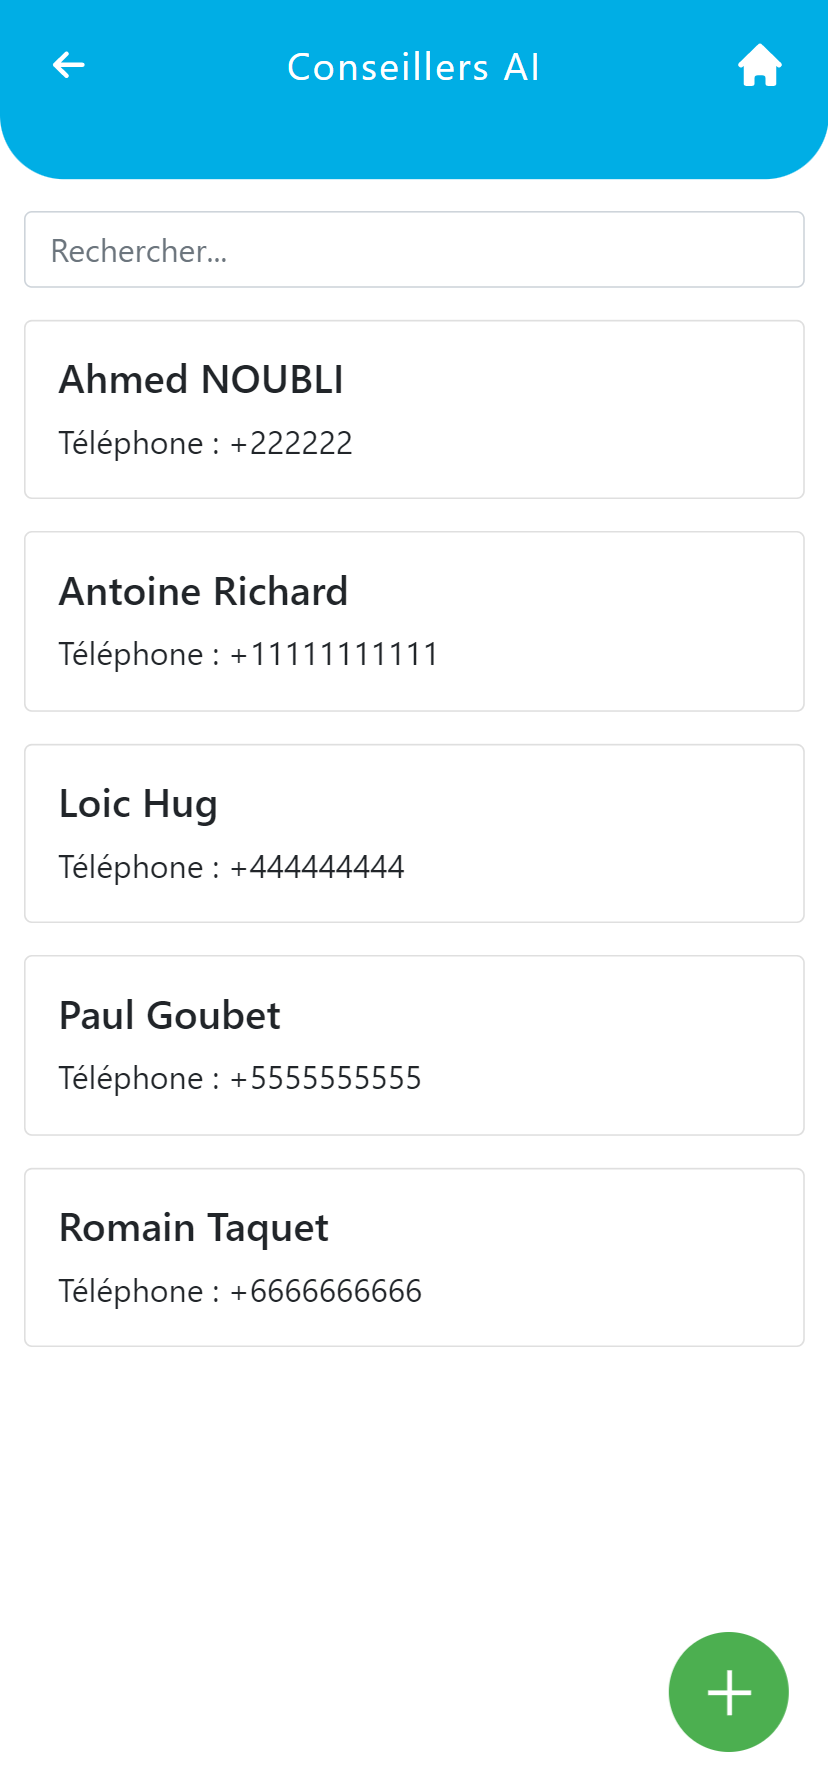 Conseillers AI
Rechercher...
Ahmed NOUBLI
Téléphone : +222222
Antoine Richard
Téléphone : +11111111111
Loic Hug
Téléphone : +444444444
Paul Goubet
Téléphone : +5555555555
Romain Taquet
Téléphone : +6666666666